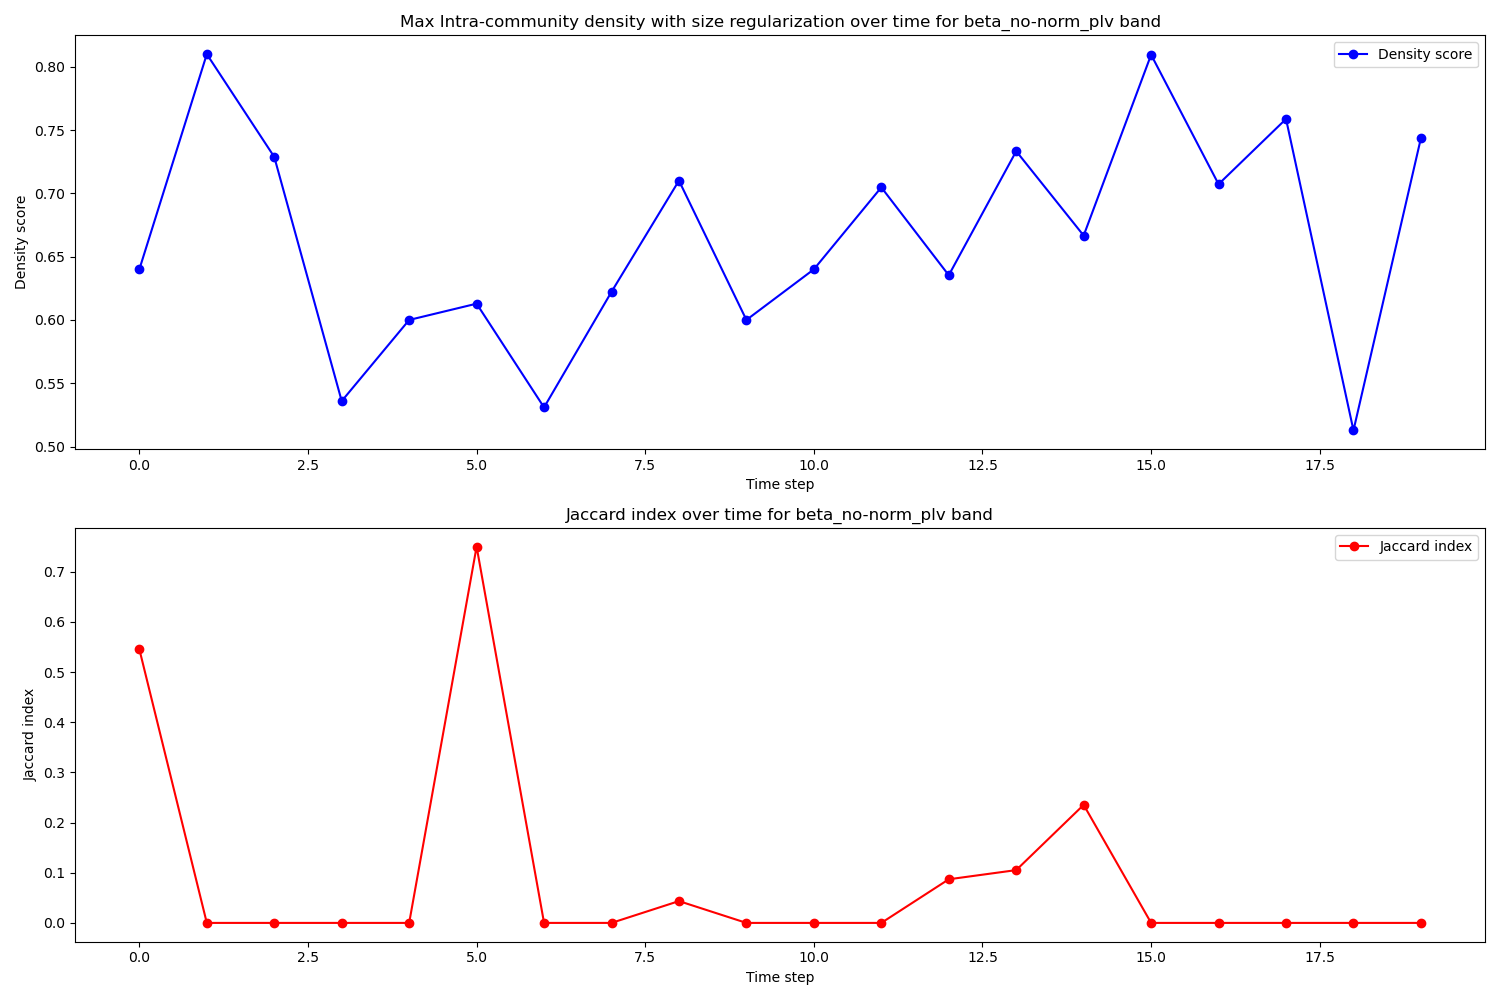 Max Intra-community density with size regularization over time for beta_no-norm_plv band
Density score
0.80
0.75
0.70
0.65
0.60
0.55
0.50
Density score
0.0 2.5 5.0 7.5 10.0 12.5 15.0 17.5
Time step
Jaccard index over time for beta_no-norm_plv band
Jaccard index
0.7
0.6
0.5
0.4
0.3
0.2
0.1
0.0
Jaccard index
0.0 2.5 5.0 7.5 10.0 12.5 15.0 17.5
Time step